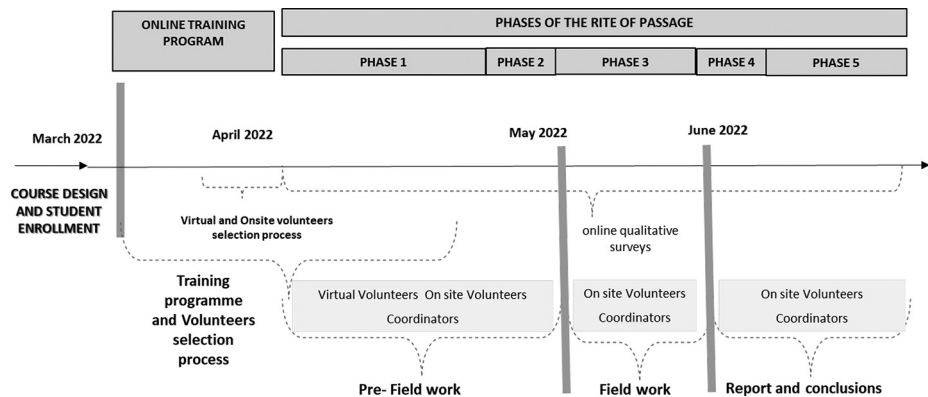 ONLINE TRAINING
PROGRAM
PHASES OF THE RITE OF PASSAGE
PHASE 1
PHASE 2
PHASE 3
PHASE 4
PHASE 5
March 2022
April 2022
May 2022
June 2022
COURSE DESIGN
AND STUDENT
ENROLLMENT
Virtual and Onsite volunteers
selection process
online qualitative
surveys
Training
programme
and Volunteers
selection
process
Virtual Volunteers On site Volunteers
Coordinators
On site Volunteers
Coordinators
On site Volunteers
Coordinators
Pre- Field work
Field work
Report and conclusions